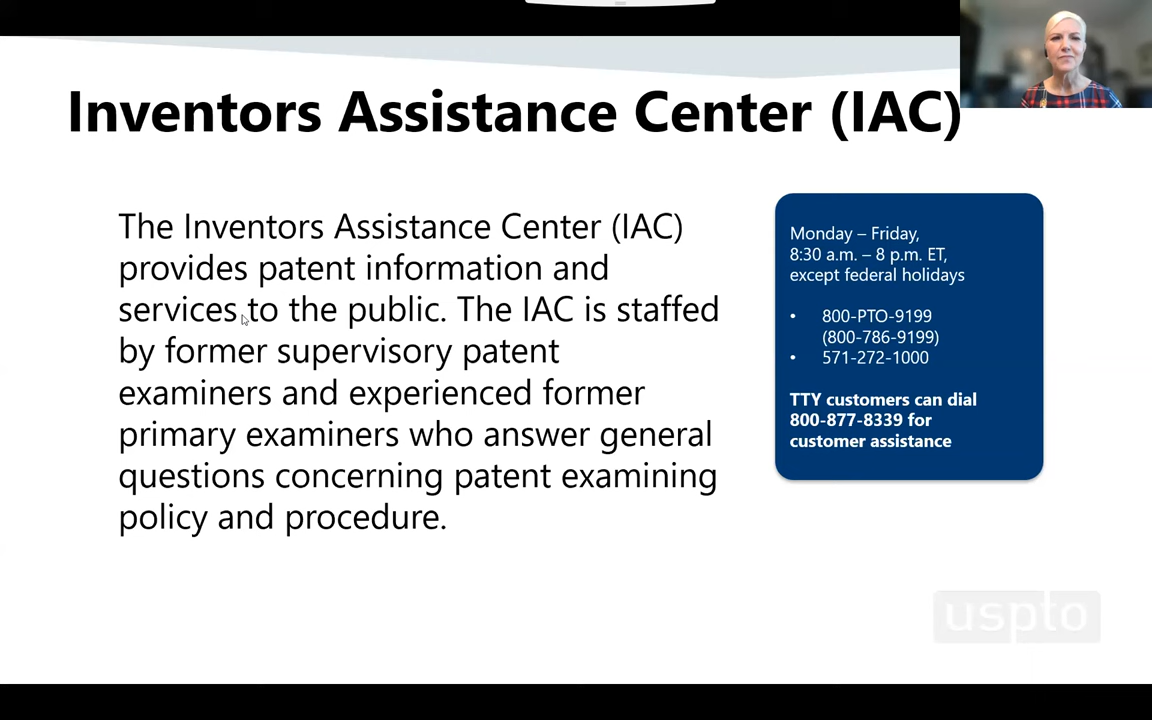 Inventors Assistance Center (IAC)
The Inventors Assistance Center (IAC)
provides patent information and
services to the public. The IAC is staffed
by former supervisory patent
examiners and experienced former
primary examiners who answer general
questions concerning patent examining
policy and procedure.
Monday – Friday,
8:30 a.m. – 8 p.m. ET,
except federal holidays
• 800-PTO-9199
(800-786-9199)
• 571-272-1000
TTY customers can dial
800-877-8339 for
customer assistance
uspto